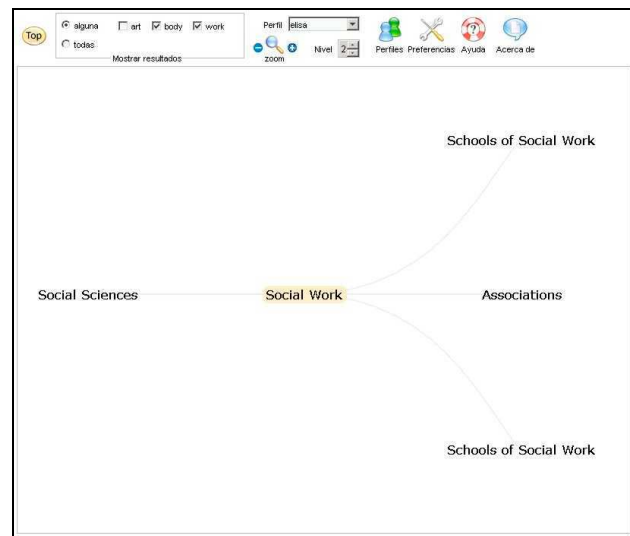 Top
alguna art body work
todas
Mostrar resultados
Perfil elisa
zoom
Nivel 2
Perfiles Preferencias Ayuda Acerca de
Schools of Social Work
Social Sciences Social Work Associations
Schools of Social Work